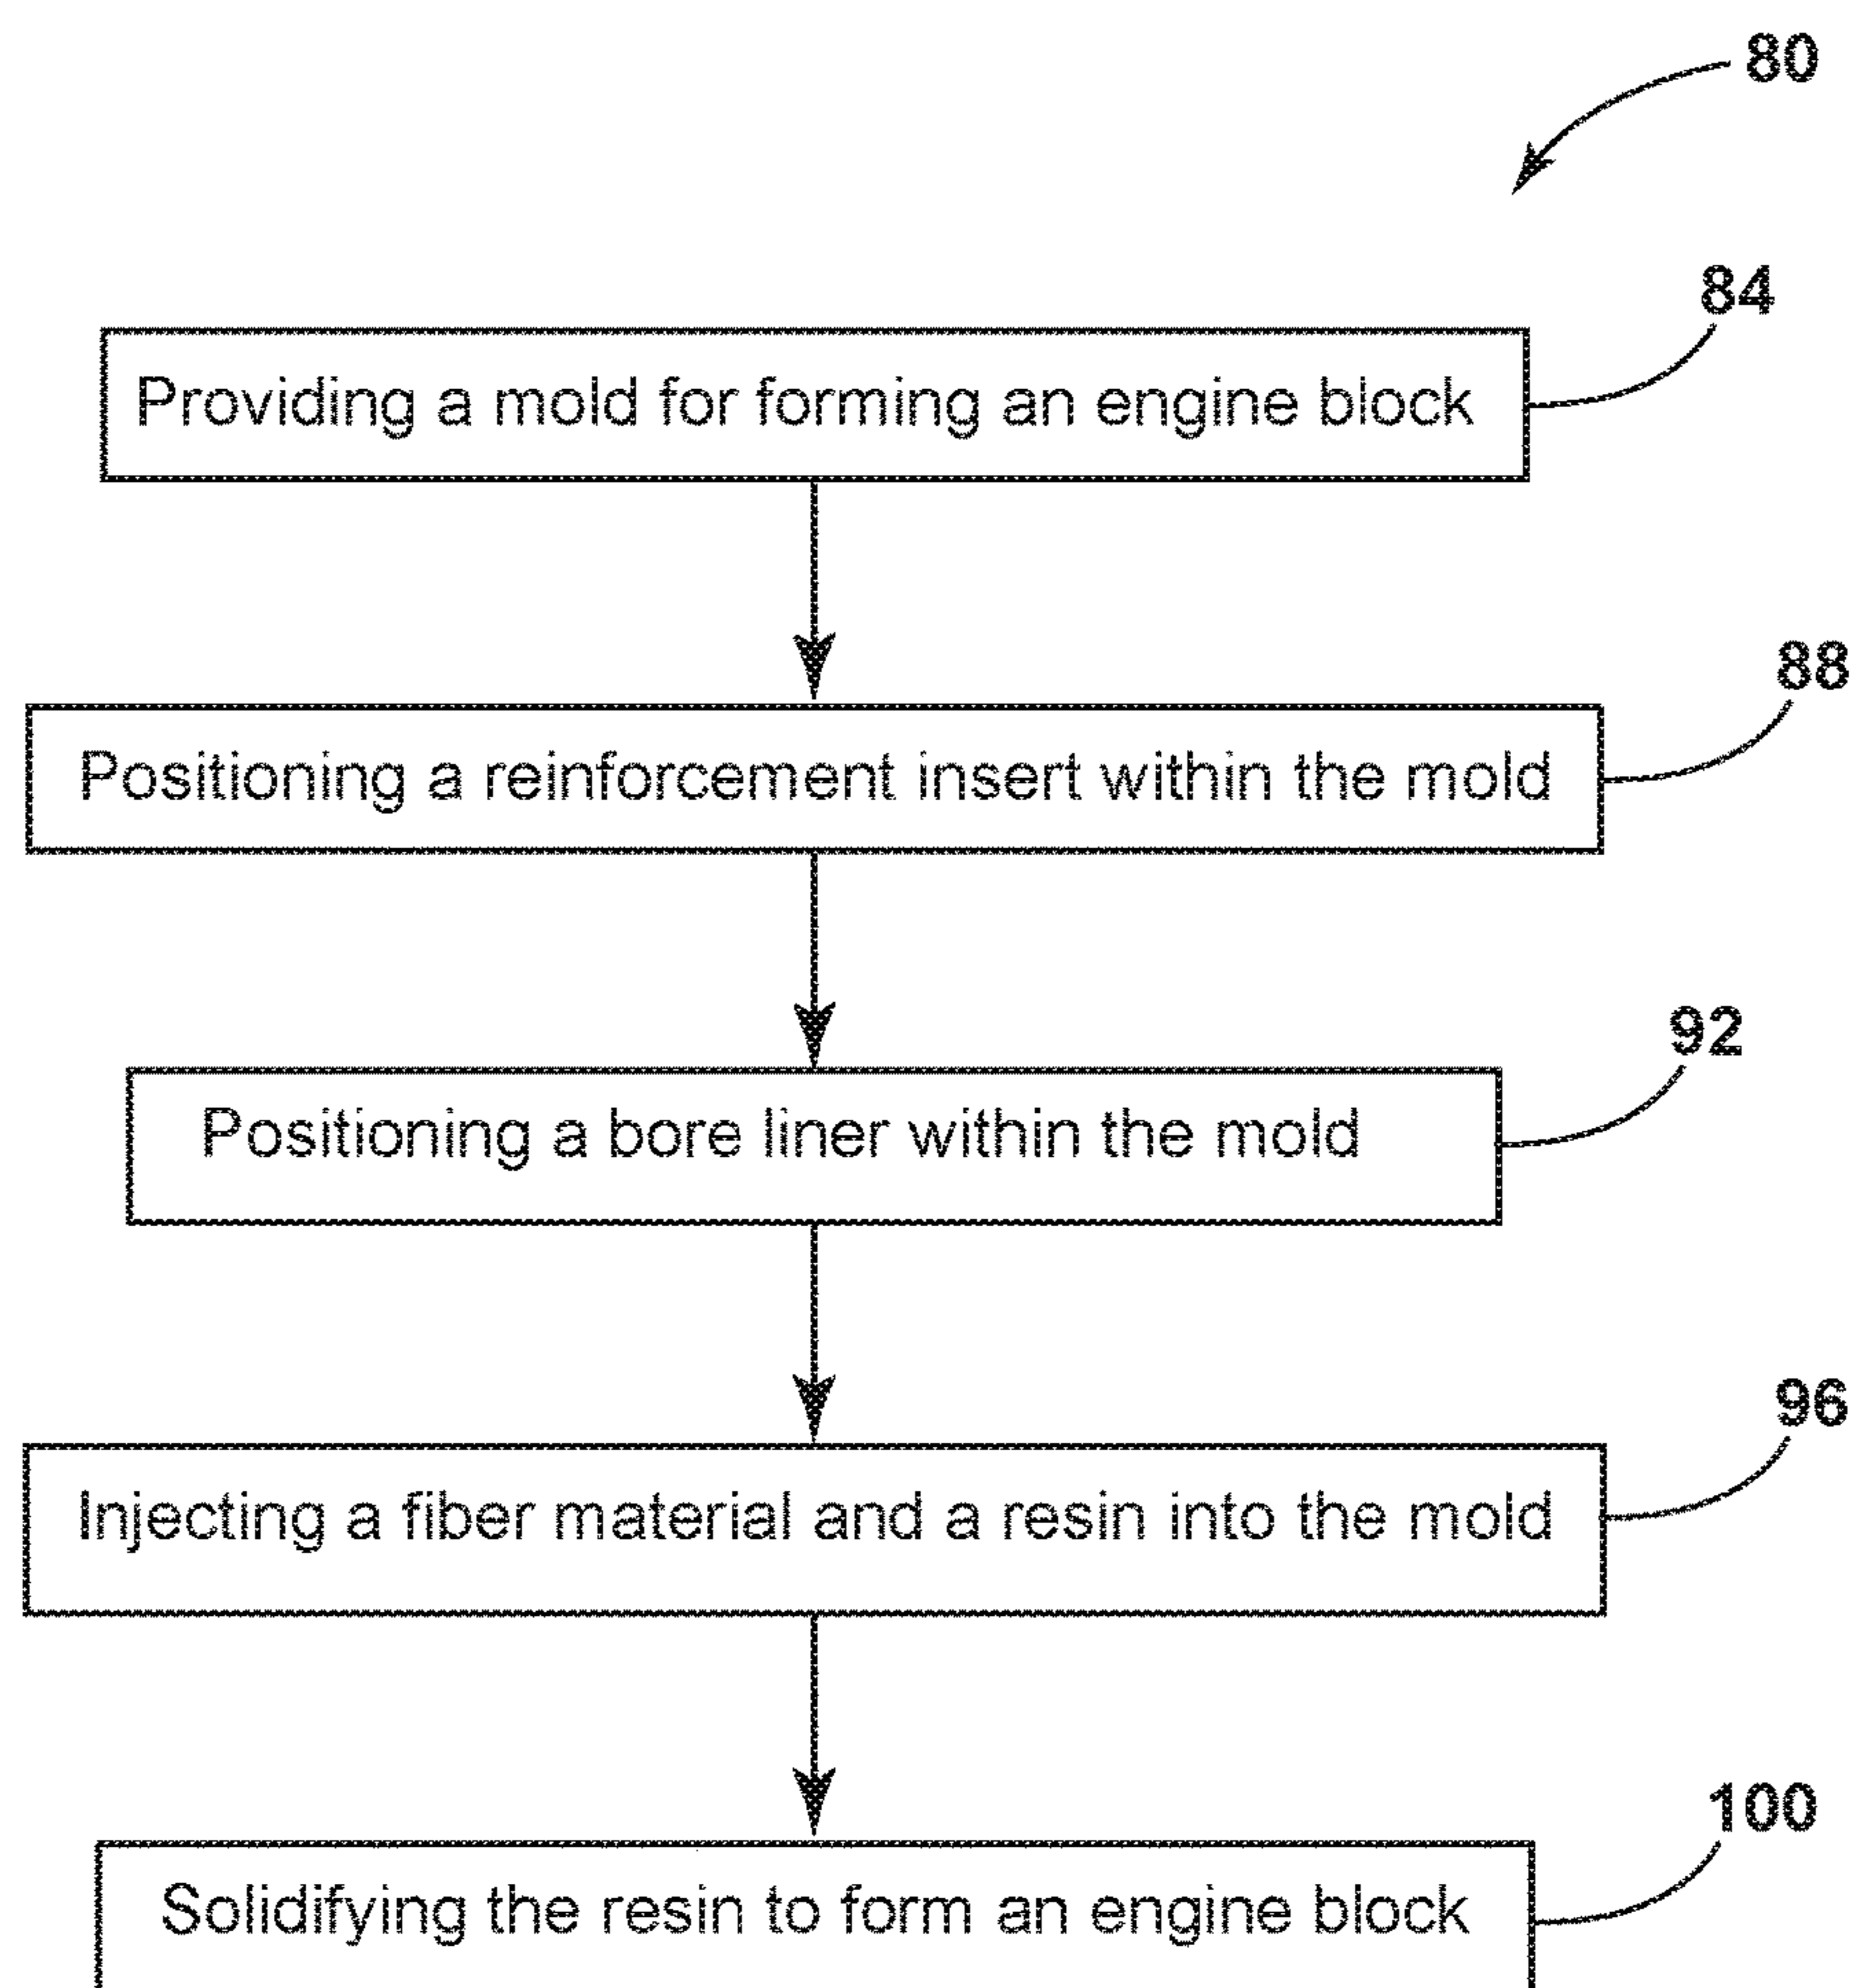 80
84
Providing a mold for forming an engine block
88
Positioning a reinforcement insert within the mold
92
Positioning a bore liner within the mold
96
Injecting a fiber material and a resin into the mold
100
Solidifying the resin to form an engine block